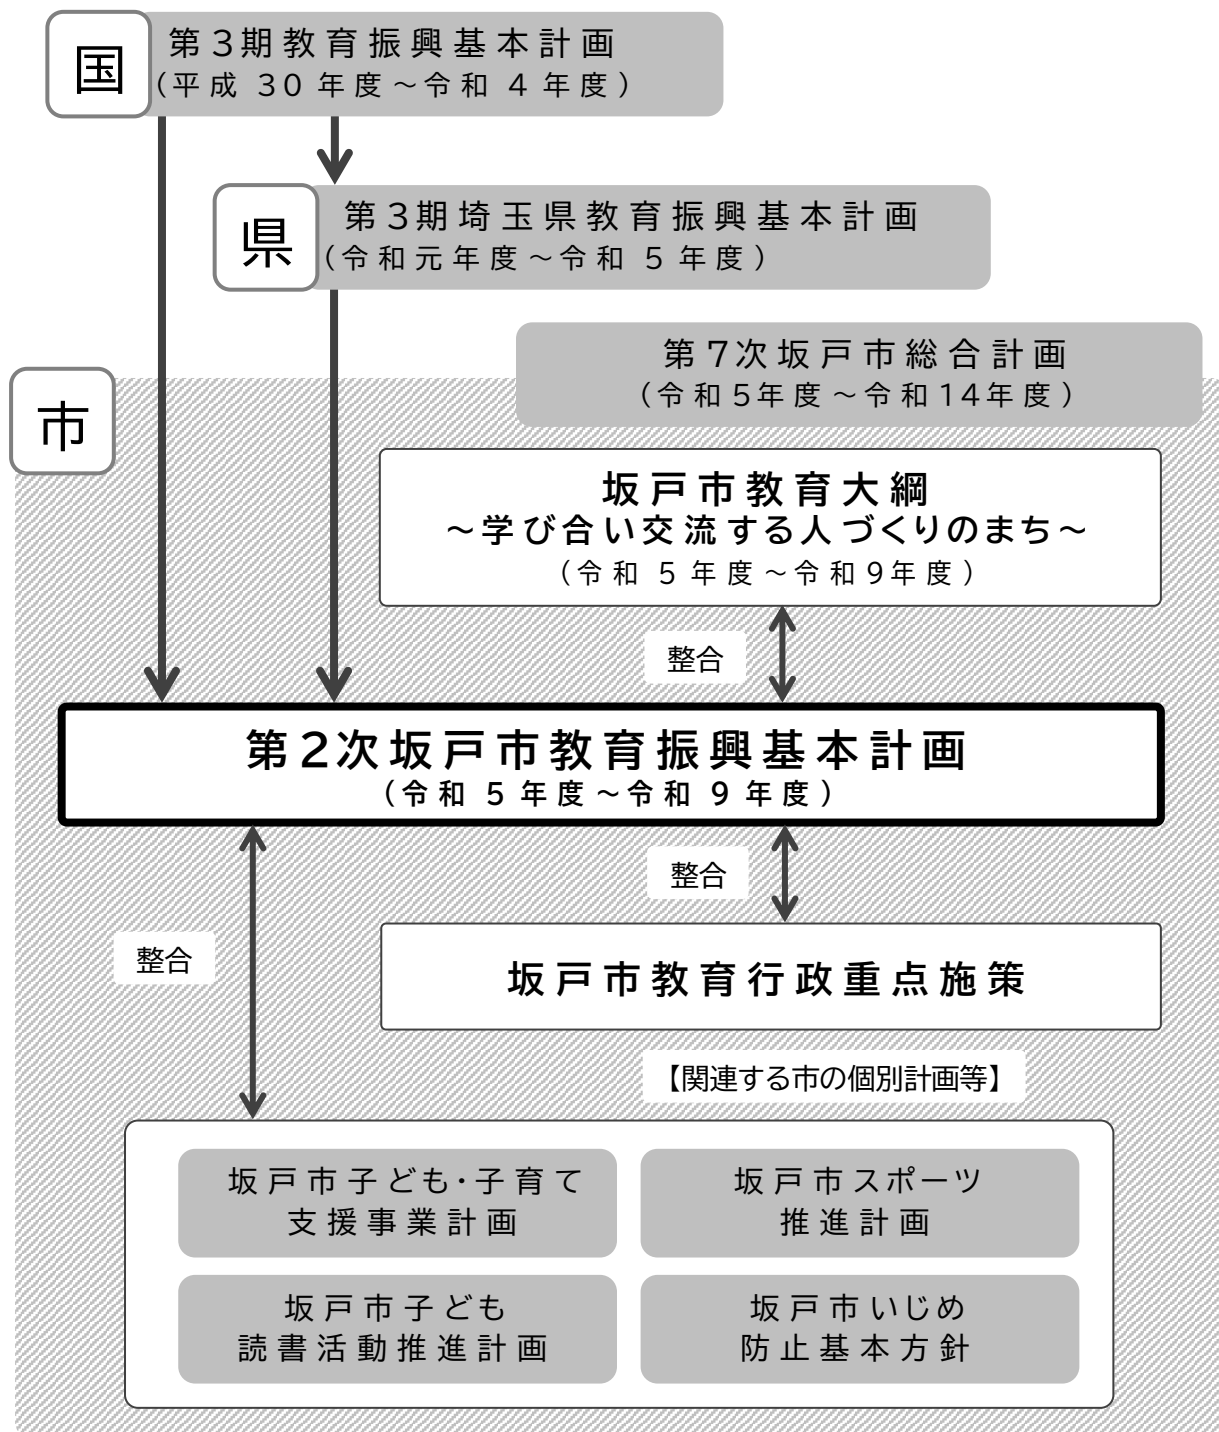 国
第3期教育振興基本計画
（平成30年度～令和4年度）
県
第3期埼玉県教育振興基本計画
（令和元年度～令和5年度）
第7次坂戸市総合計画
（令和5年度～令和14年度）
市
坂戸市教育大綱
～学び合い交流する人づくりのまち～
（令和5年度～令和9年度）
整合
第2次坂戸市教育振興基本計画
（令和5年度～令和9年度）
整合
整合
坂戸市教育行政重点施策
【関連する市の個別計画等】
坂戸市子ども・子育て
支援事業計画
坂戸市スポーツ
推進計画
坂戸市子ども
読書活動推進計画
坂戸市いじめ
防止基本方針